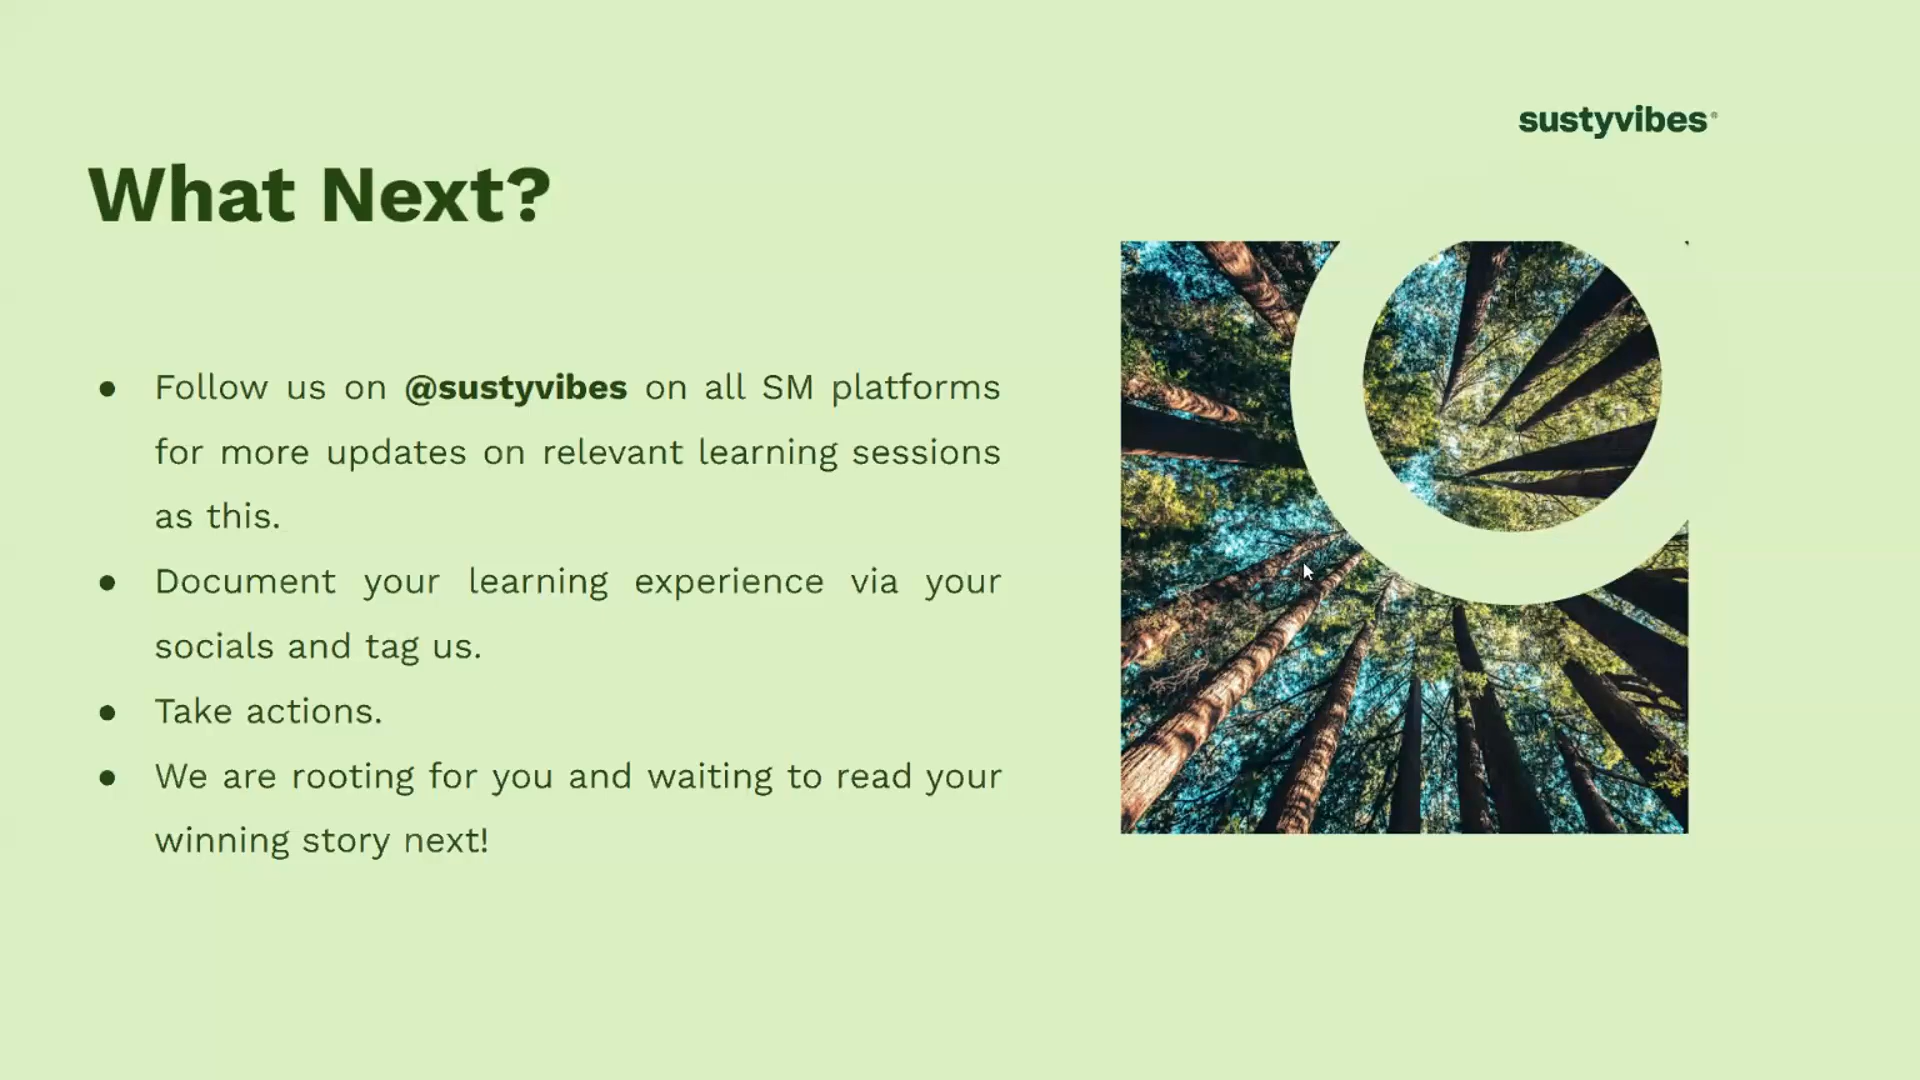 sustyvibes
What Next?
● Follow us on @sustyvibes on all SM platforms
for more updates on relevant learning sessions
as this.
● Document your learning experience via your
socials and tag us.
● Take actions.
● We are rooting for you and waiting to read your
winning story next!